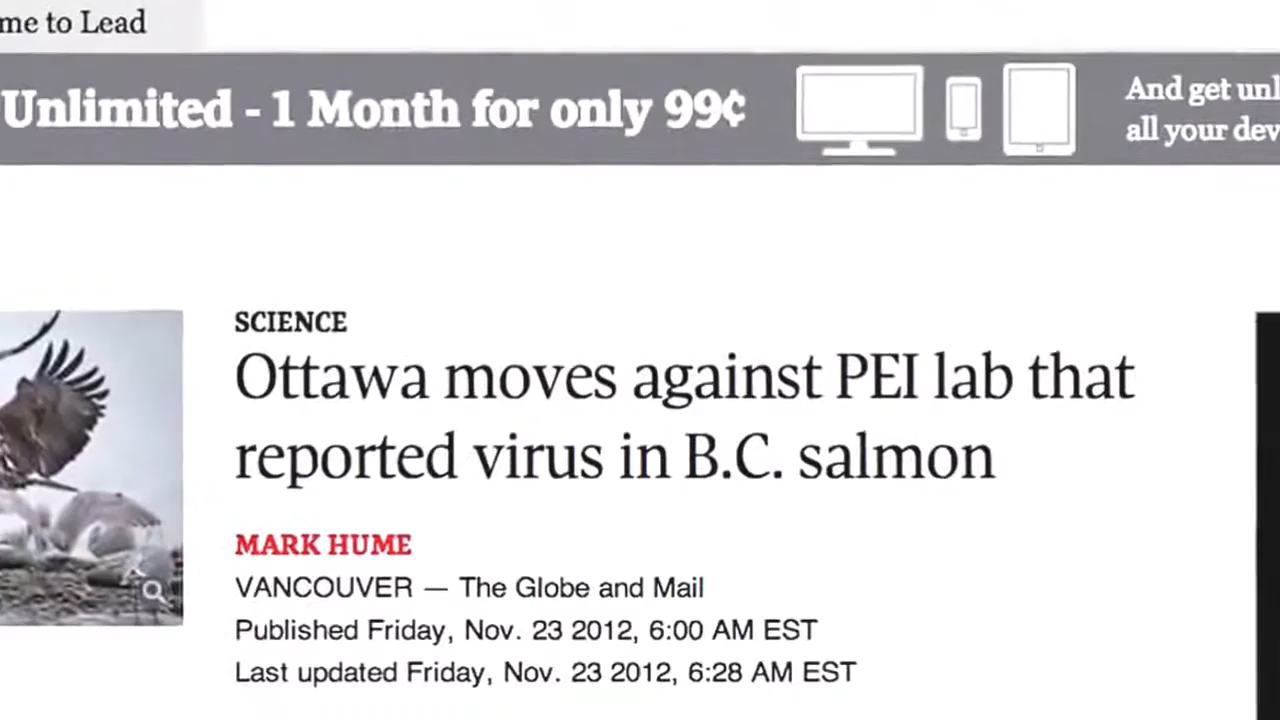 me to Lead
Unlimited - 1 Month for only 99¢
And get unl
all your dev
SCIENCE
Ottawa moves against PEI lab that
reported virus in B.C. salmon
MARK HUME
VANCOUVER — The Globe and Mail
Published Friday, Nov. 23 2012, 6:00 AM EST
Last updated Friday, Nov. 23 2012, 6:28 AM EST